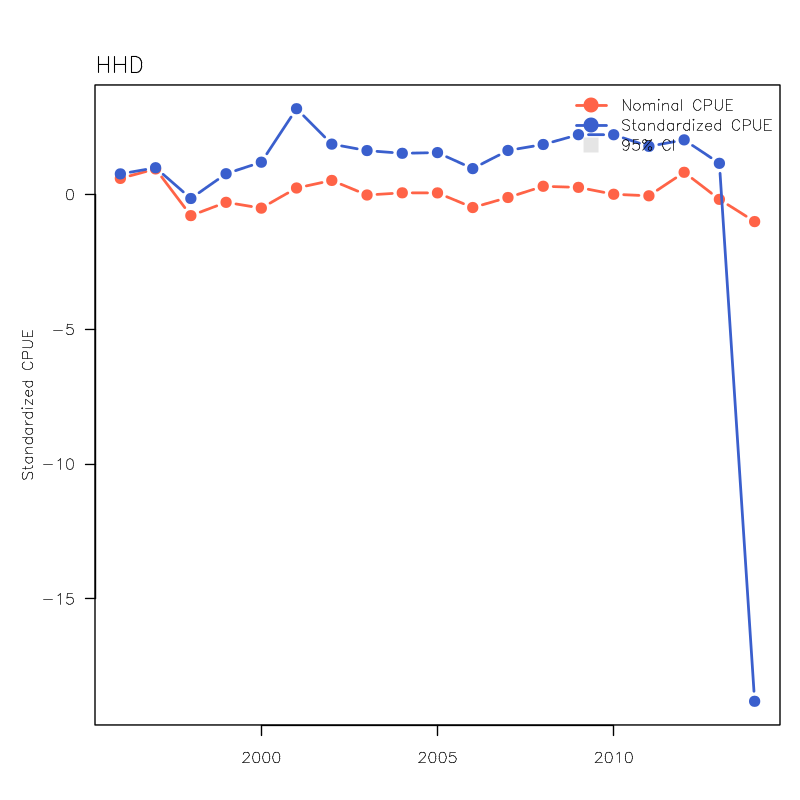 HHD
Nominal CPUE
Standardized CPUE
95% CI
Standardized CPUE
0
−5
−10
−15
2000
2005
2010